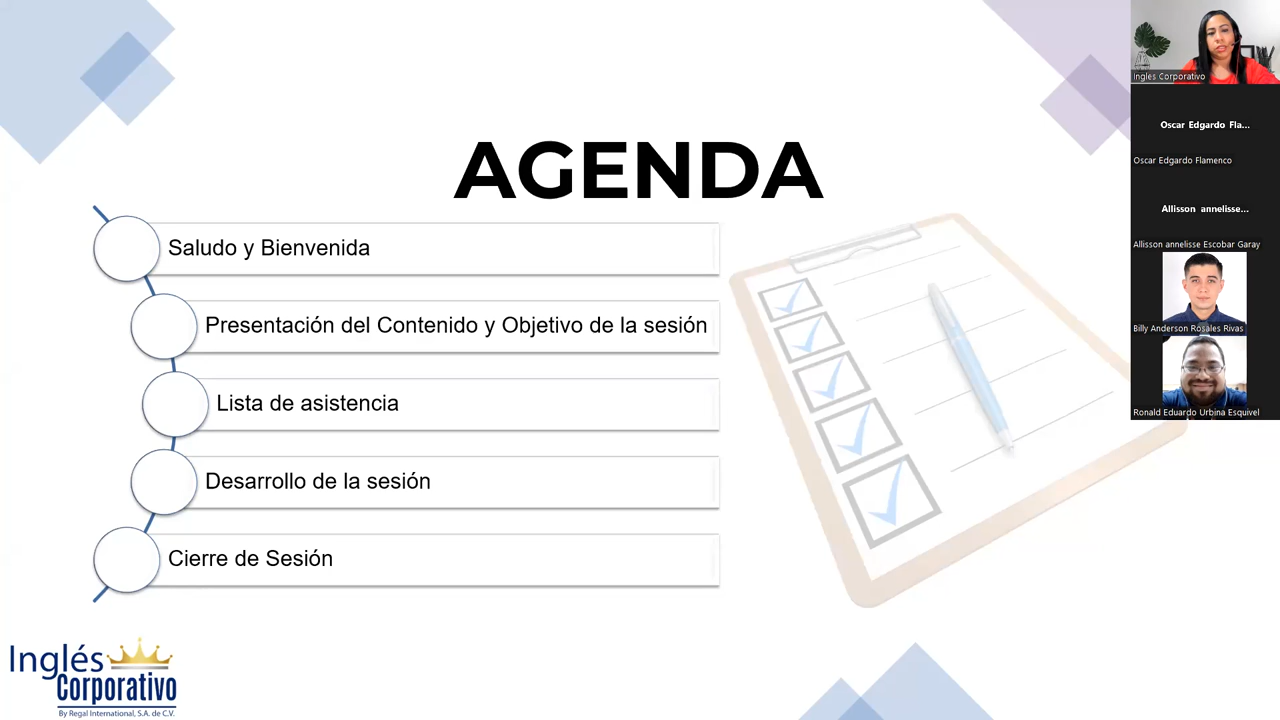 AGENDA
Saludo y Bienvenida
Presentación del Contenido y Objetivo de la sesión
Lista de asistencia
Desarrollo de la sesión
Cierre de Sesión
Inglés
Corporativo
By Regal International, S.A. de C.V.
Ingles Corporativo
Oscar Edgardo Fla...
Oscar Edgardo Flamenco
Allisson annelisse...
Allisson annelisse Escobar Garay
Billy Anderson Rosales Rivas
Ronald Eduardo Urbina Esquivel